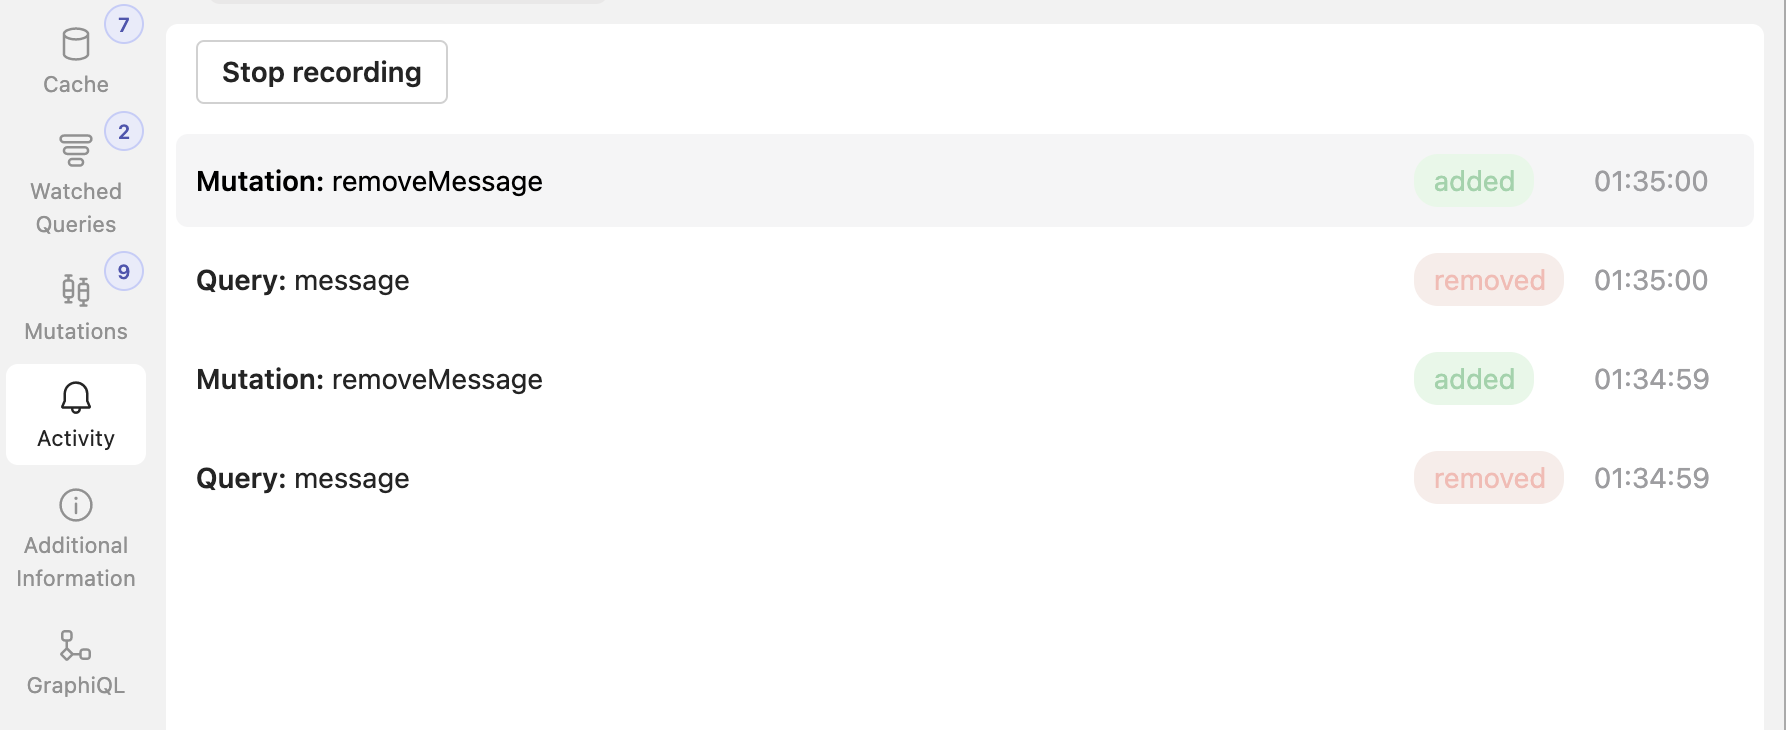 7
Cache
2
Watched
Queries
9
Mutations
Activity
Additional
Information
GraphiQL
Stop recording
Mutation: removeMessage added 01:35:00
Query: message removed 01:35:00
Mutation: removeMessage added 01:34:59
Query: message removed 01:34:59